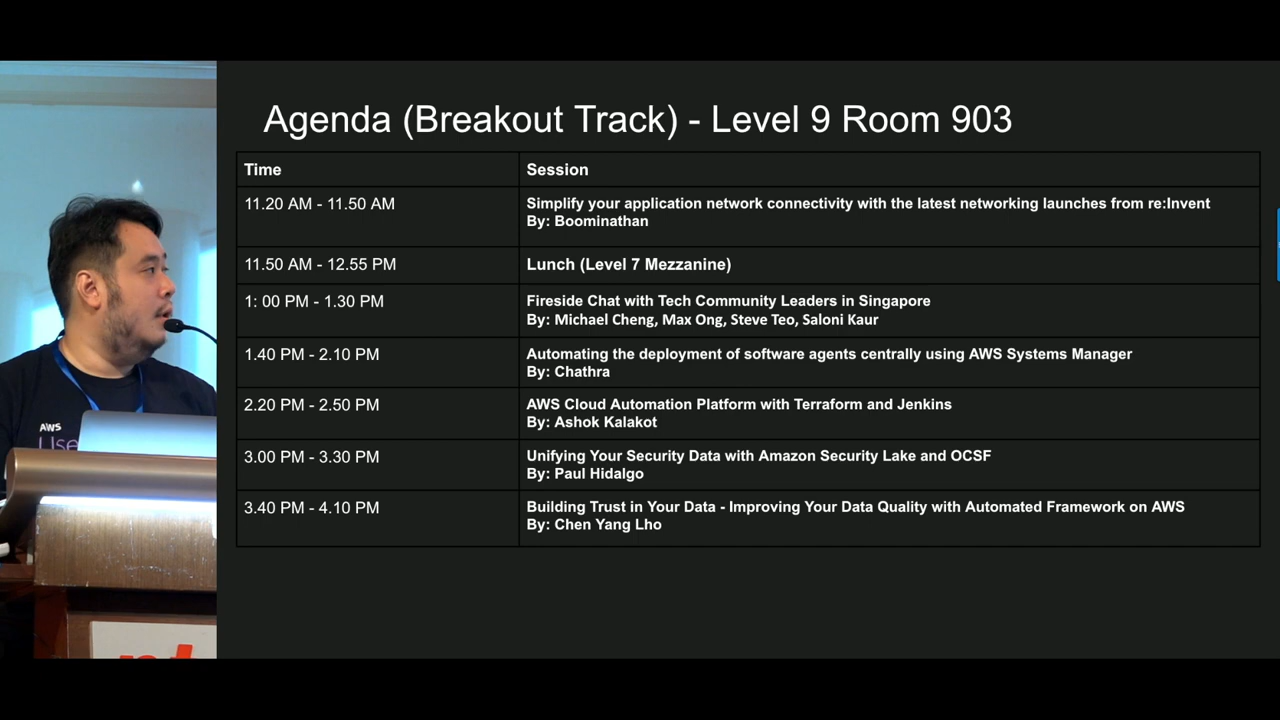 Agenda (Breakout Track) - Level 9 Room 903
Time
Session
11.20 AM - 11.50 AM
Simplify your application network connectivity with the latest networking launches from re:Invent
By: Boominathan
11.50 AM - 12.55 PM
Lunch (Level 7 Mezzanine)
1: 00 PM - 1.30 PM
Fireside Chat with Tech Community Leaders in Singapore
By: Michael Cheng, Max Ong, Steve Teo, Saloni Kaur
1.40 PM - 2.10 PM
Automating the deployment of software agents centrally using AWS Systems Manager
By: Chathra
2.20 PM - 2.50 PM
AWS Cloud Automation Platform with Terraform and Jenkins
By: Ashok Kalakot
3.00 PM - 3.30 PM
Unifying Your Security Data with Amazon Security Lake and OCSF
By: Paul Hidalgo
3.40 PM - 4.10 PM
Building Trust in Your Data - Improving Your Data Quality with Automated Framework on AWS
By: Chen Yang Lho
AWS